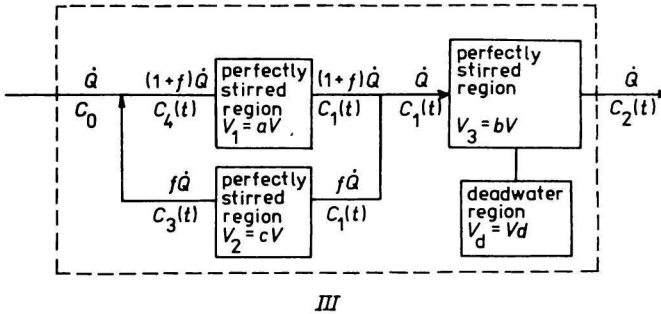 Q̇
(1+f)Q̇
perfectly
stirred
region
V₁ = aV
(1+f)Q̇
Q̇
perfectly
stirred
region
V₃ = bV
Q̇
C₀
C₄(t)
C₁(t)
C₁(t)
C₂(t)
fQ̇
C₃(t)
perfectly
stirred
region
V₂ = cV
fQ̇
C₁(t)
deadwater
region
V_d = Vd
III